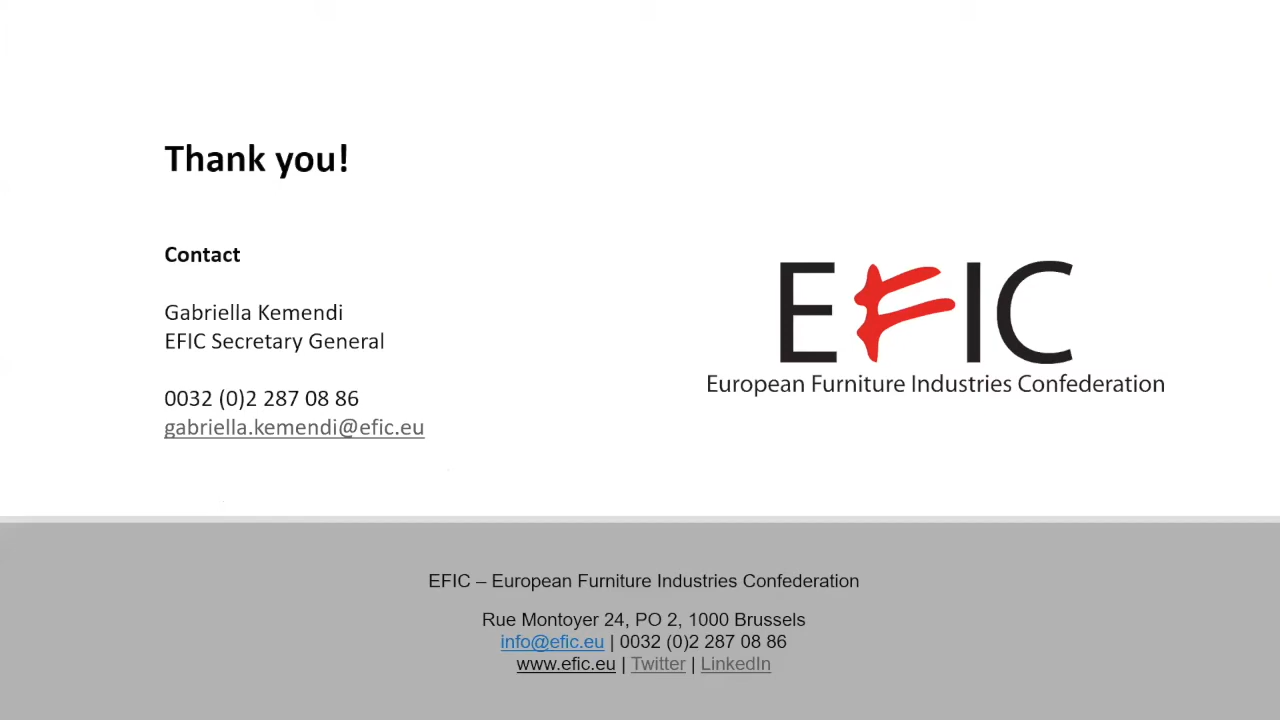 Thank you!
Contact
Gabriella Kemendi
EFIC Secretary General
0032 (0)2 287 08 86
gabriella.kemendi@efic.eu
EFIC
European Furniture Industries Confederation
EFIC – European Furniture Industries Confederation
Rue Montoyer 24, PO 2, 1000 Brussels
info@efic.eu | 0032 (0)2 287 08 86
www.efic.eu | Twitter | LinkedIn